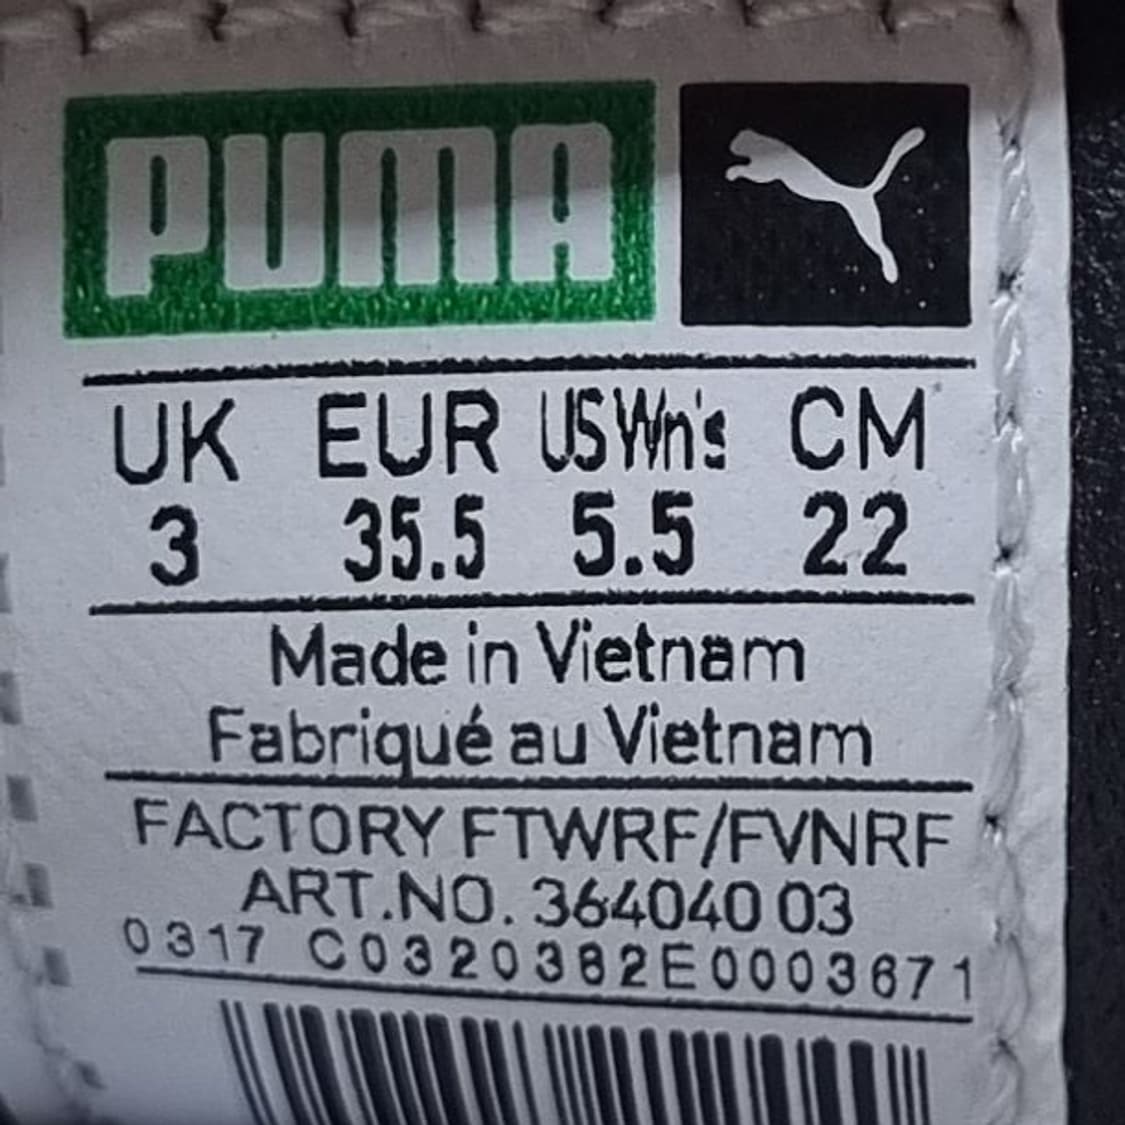 PUMA
UK EUR US Wn's CM
3 35.5 5.5 22
Made in Vietnam
Fabriqué au Vietnam
FACTORY FTWRF/FVNRF
ART.NO. 364040 03
0317 C0320382E0003671